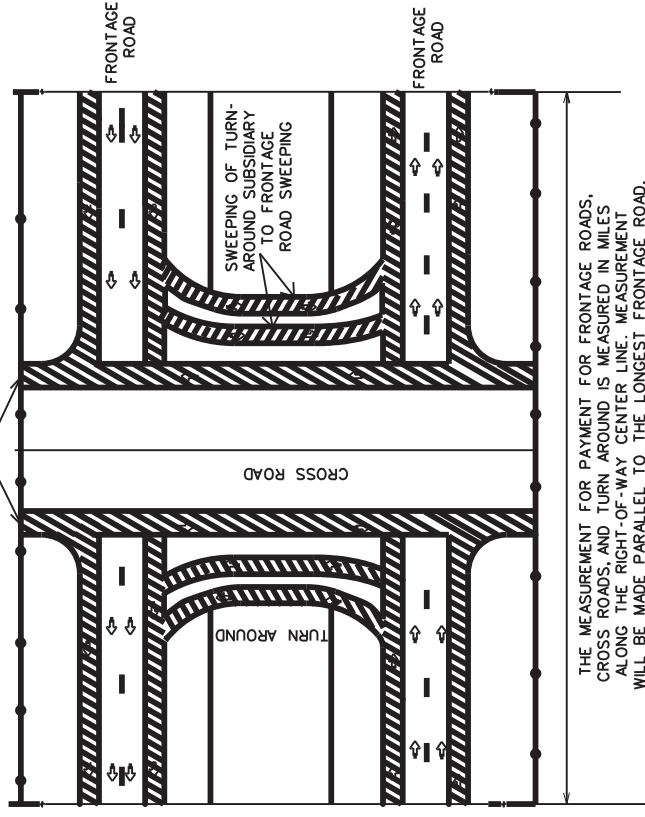 FRONTAGE
ROAD
FRONTAGE
ROAD
SWEEPING OF TURN-
AROUND SUBSIDIARY
TO FRONTAGE
ROAD SWEEPING
CROSS ROAD
TURN AROUND
THE MEASUREMENT FOR PAYMENT FOR FRONTAGE ROADS,
CROSS ROADS, AND TURN AROUND IS MEASURED IN MILES
ALONG THE RIGHT-OF-WAY CENTER LINE. MEASUREMENT
WILL BE MADE PARALLEL TO THE LONGEST FRONTAGE ROAD.